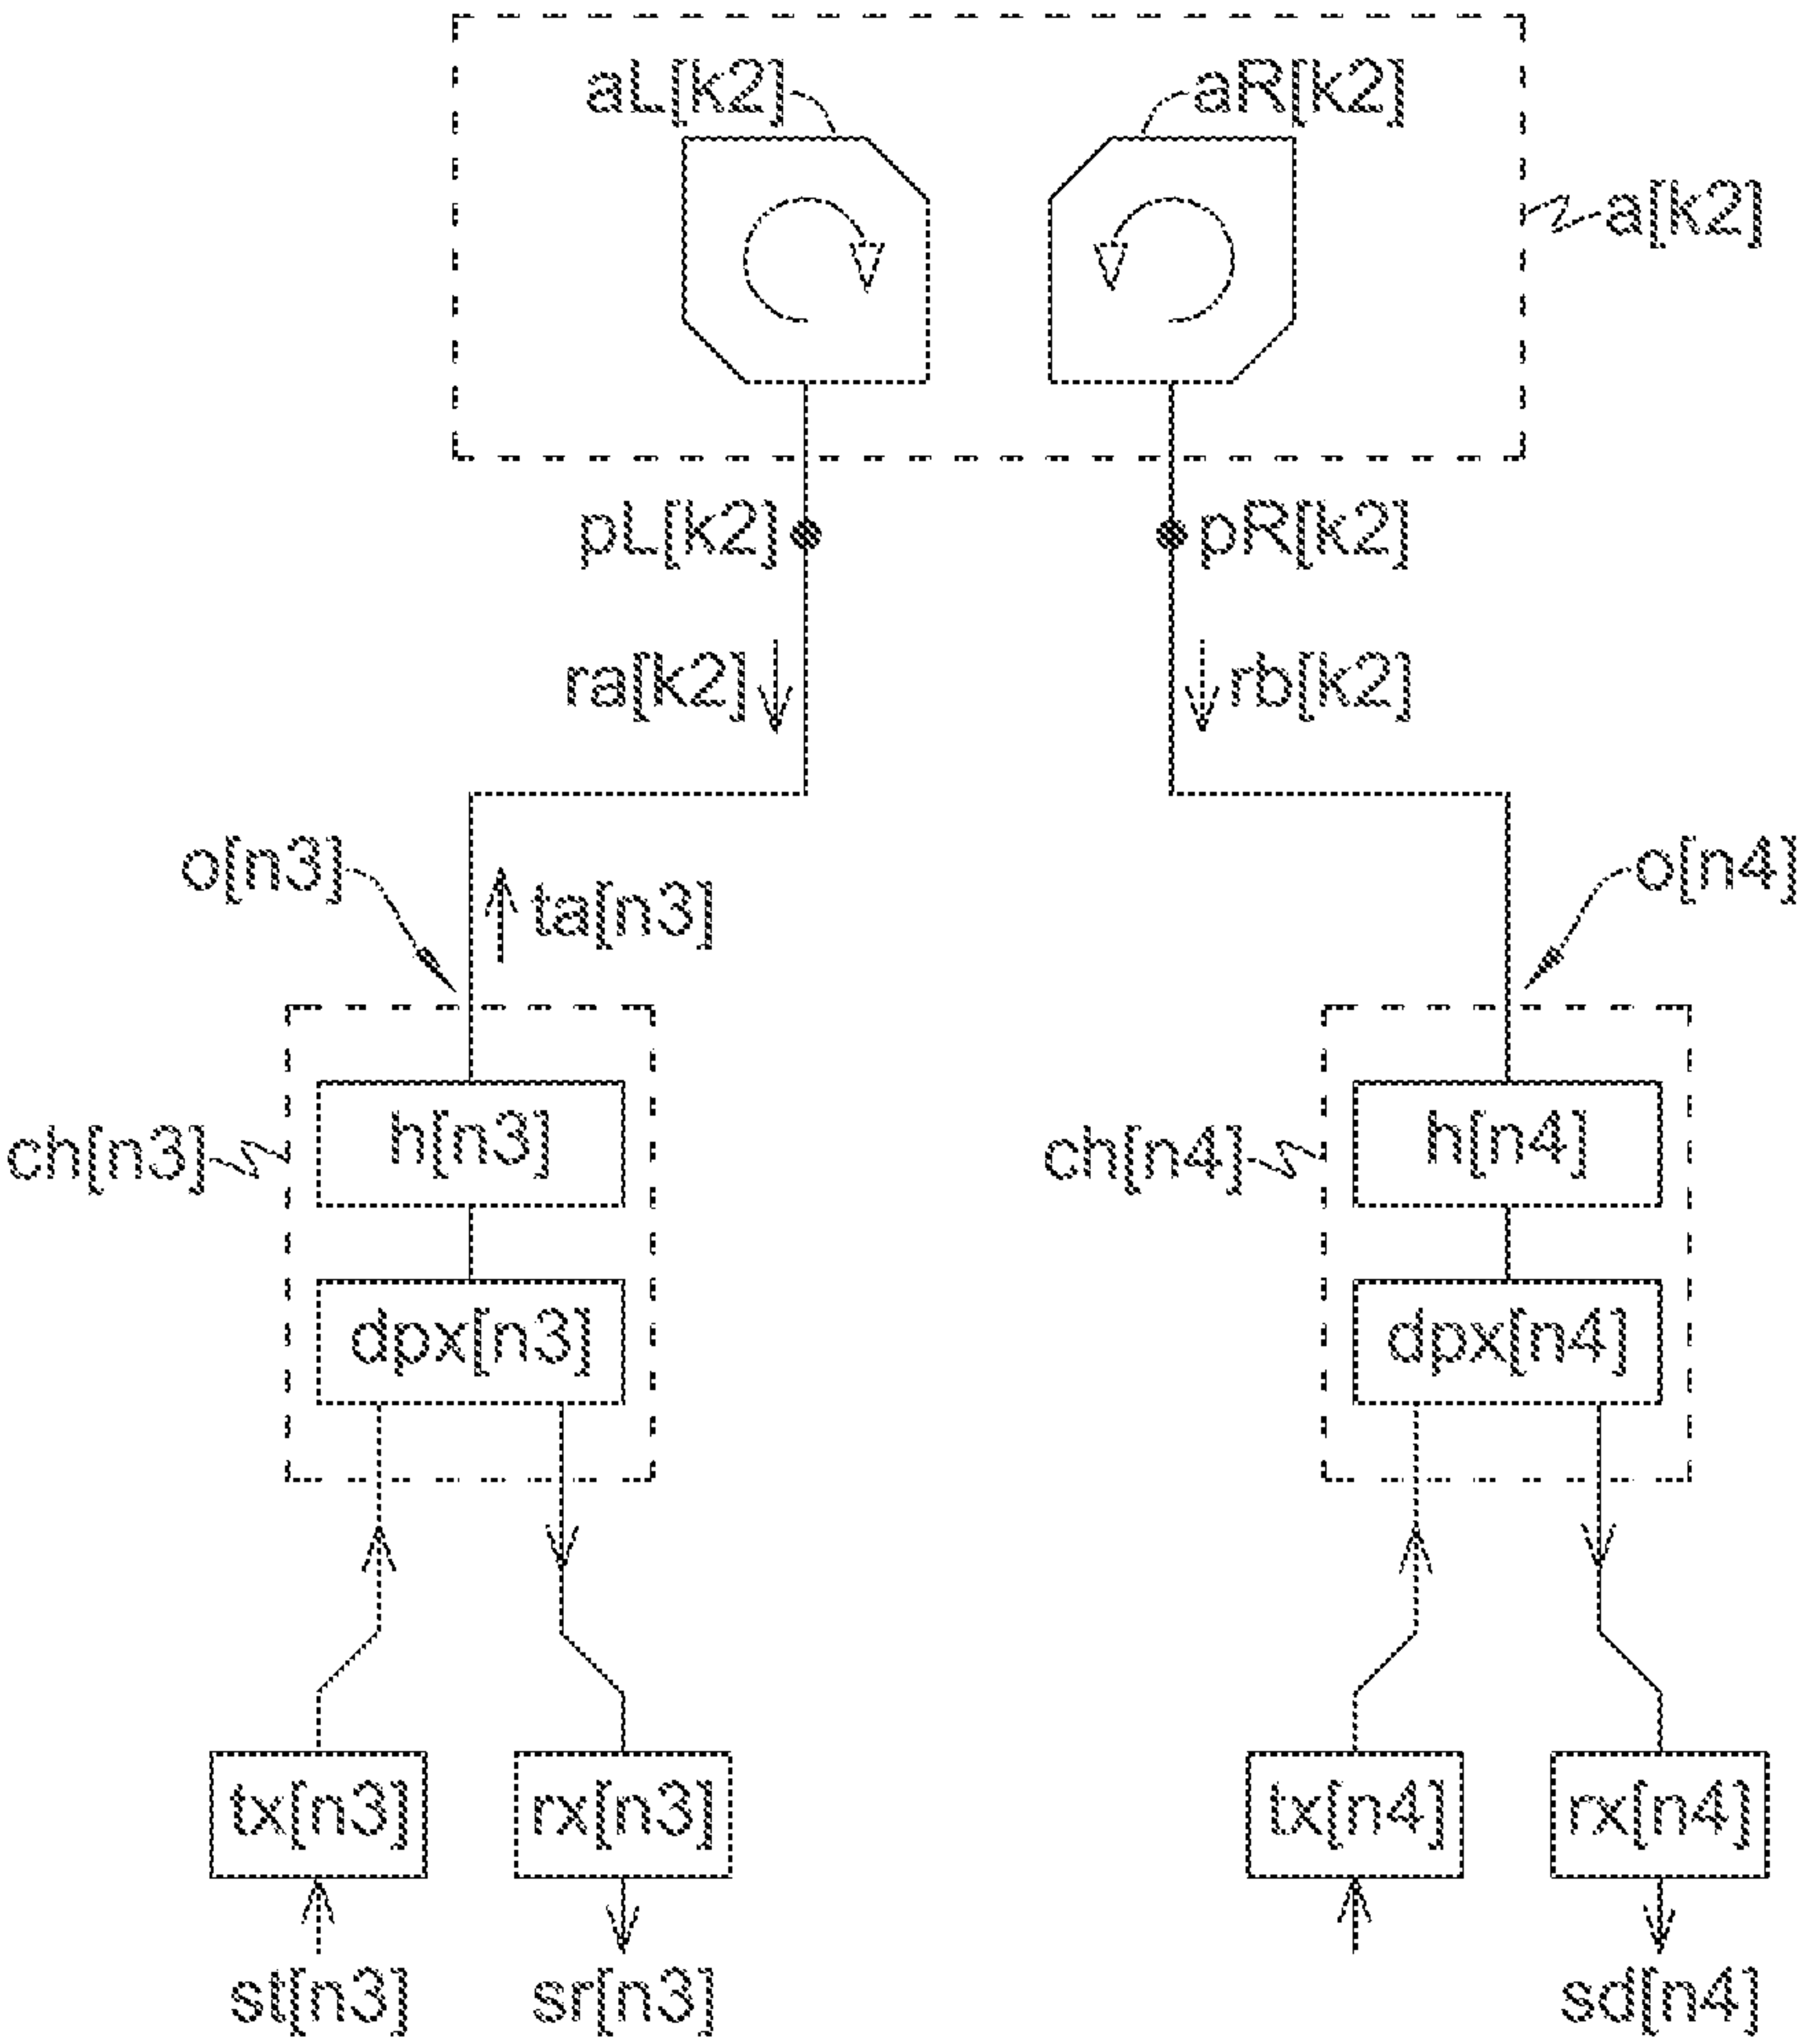 aL[k2] aR[k2]
a[k2]
pL[k2] pR[k2]
ra[k2] rb[k2]
o[n3] o[n4]
ta[n3]
h[n3] h[n4]
ch[n3] ch[n4]
dpx[n3] dpx[n4]
tx[n3] rx[n3] tx[n4] rx[n4]
st[n3] sr[n3] sd[n4]